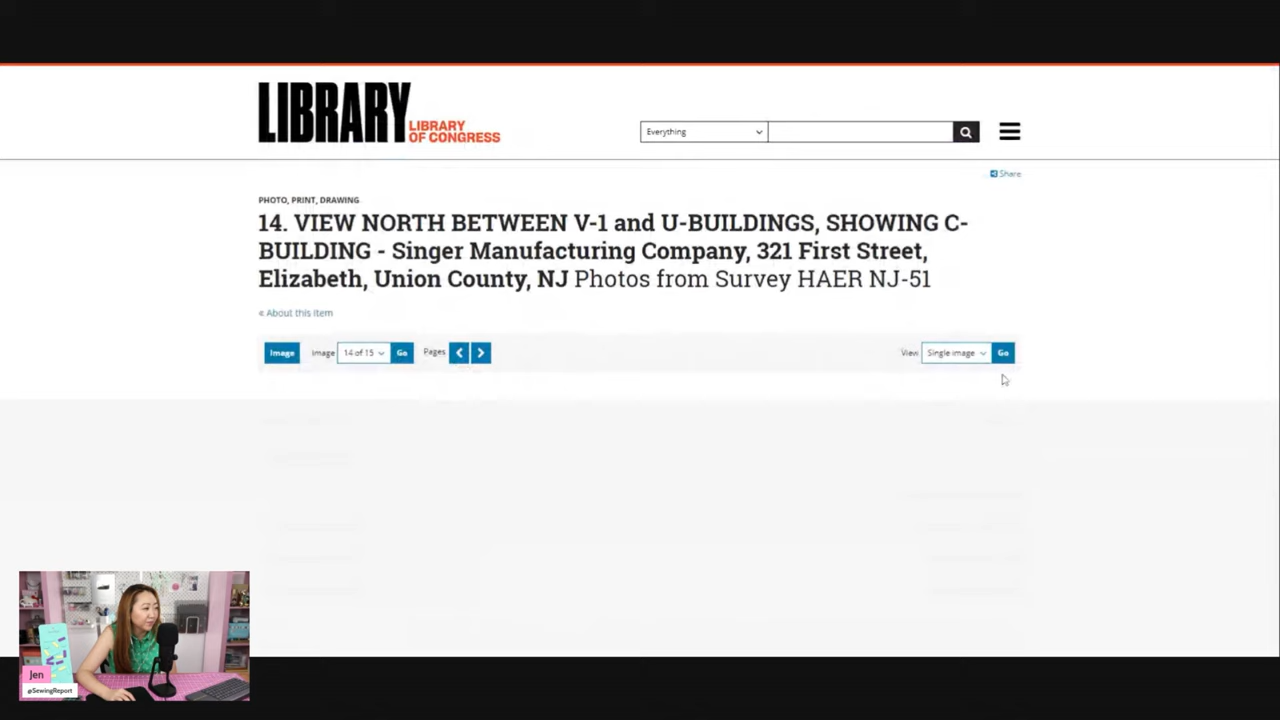 LIBRARY
LIBRARY
OF CONGRESS
Everything
Share
PHOTO, PRINT, DRAWING
14. VIEW NORTH BETWEEN V-1 and U-BUILDINGS, SHOWING C-
BUILDING - Singer Manufacturing Company, 321 First Street,
Elizabeth, Union County, NJ Photos from Survey HAER NJ-51
« About this Item
Image Image 14 of 15 Go Pages View Single image Go
Jen
@SewingReport